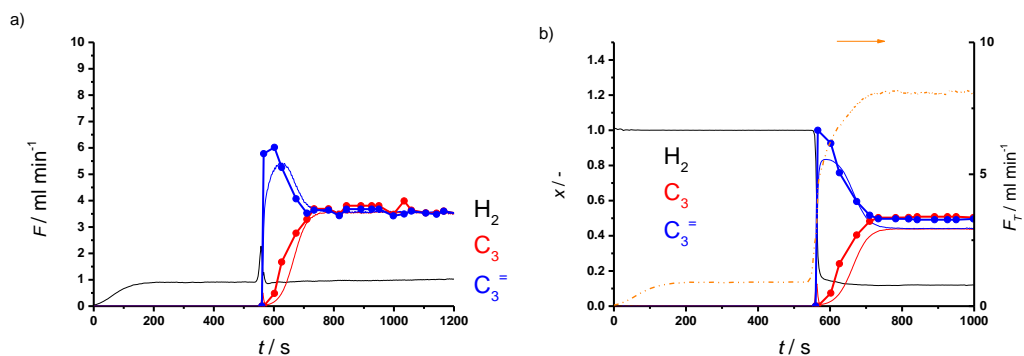 a)
10
9
8
7
6
5
4
3
2
1
0
F / ml min⁻¹
0 200 400 600 800 1000 1200
t / s
H₂
C₃
C₃⁼
b)
1.4
1.2
1.0
0.8
0.6
0.4
0.2
0.0
x / -
0 200 400 600 800 1000
t / s
10
5
0
F_T / ml min⁻¹
H₂
C₃
C₃⁼